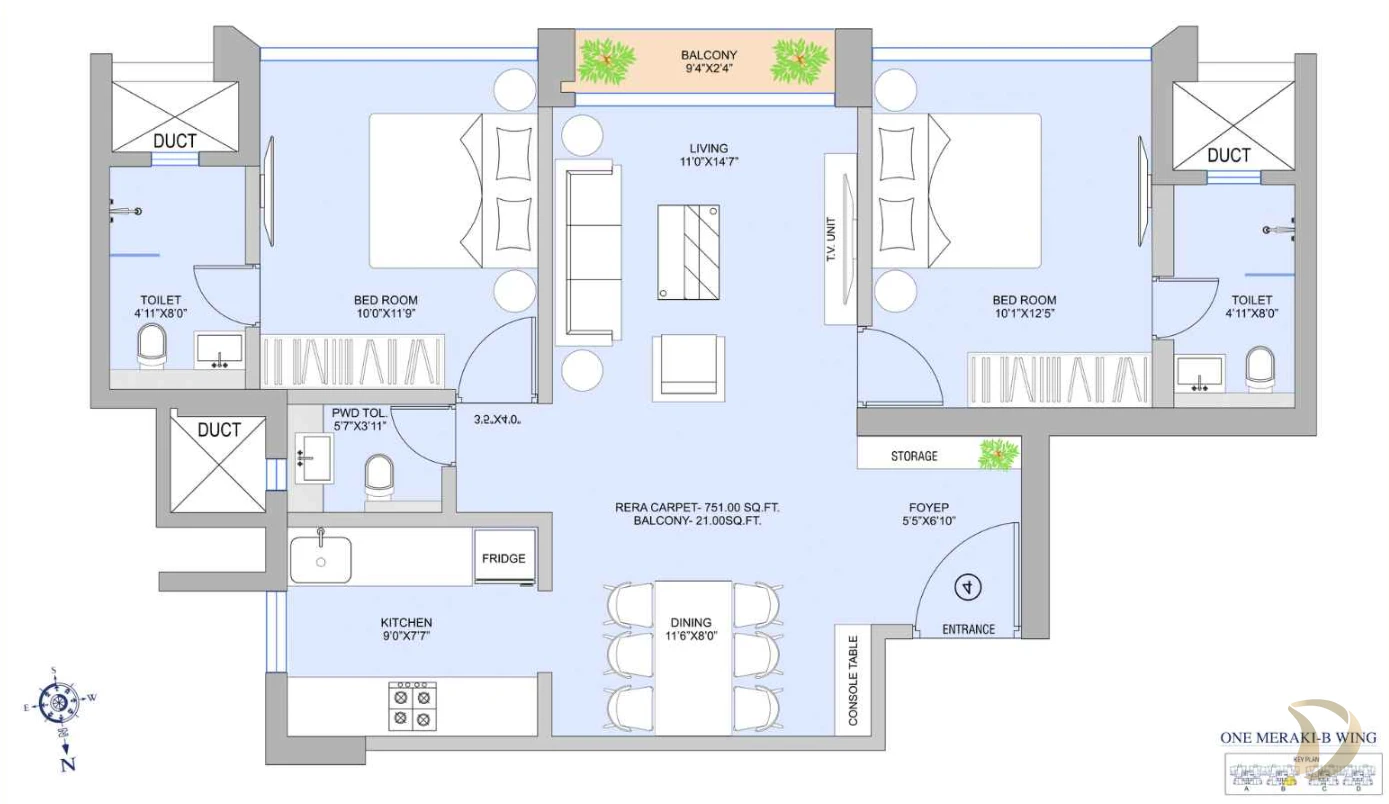 BALCONY
9'4"X2'4"
DUCT
DUCT
LIVING
11'0"X14'7"
T.V. UNIT
TOILET
4'11"X8'0"
BED ROOM
10'0"X11'9"
BED ROOM
10'1"X12'5"
TOILET
4'11"X8'0"
DUCT
PWD TOL.
5'7"X3'11"
STORAGE
RERA CARPET- 751.00 SQ.FT.
BALCONY- 21.00SQ.FT.
FOYEP
5'5"X6'10"
FRIDGE
4
ENTRANCE
KITCHEN
9'0"X7'7"
DINING
11'6"X8'0"
CONSOLE TABLE
S
E
W
N
ONE MERAKI-B WING
KEY PLAN
A B C D